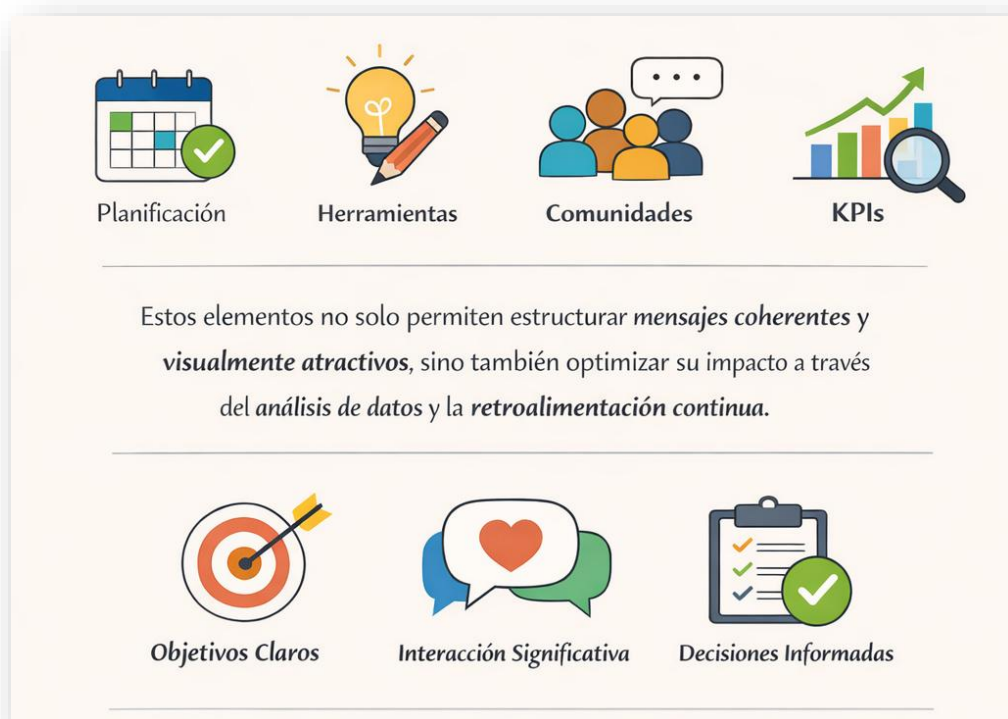 Planificación
Herramientas
Comunidades
KPIs
Estos elementos no solo permiten estructurar mensajes coherentes y
visualmente atractivos, sino también optimizar su impacto a través
del análisis de datos y la retroalimentación continua.
Objetivos Claros
Interacción Significativa
Decisiones Informadas